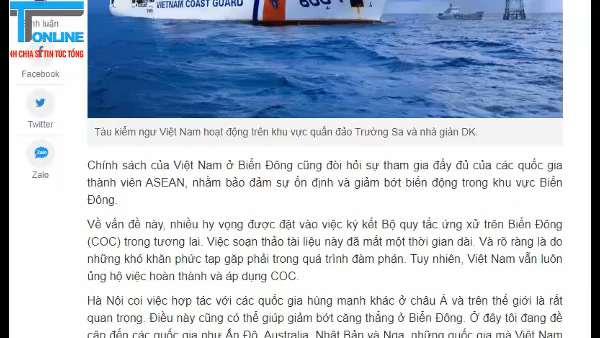 VIETNAM COAST GUARD
nh luận
TONLINE
NH CHIA SẺ TIN TỨC TỔNG
Facebook
Twitter
Zalo
Tàu kiểm ngư Việt Nam hoạt động trên khu vực quần đảo Trường Sa và nhà giàn DK.
Chính sách của Việt Nam ở Biển Đông cũng đòi hỏi sự tham gia đầy đủ của các quốc gia
thành viên ASEAN, nhằm bảo đảm sự ổn định và giảm bớt biến động trong khu vực Biển
Đông.
Về vấn đề này, nhiều hy vọng được đặt vào việc ký kết Bộ quy tắc ứng xử trên Biển Đông
(COC) trong tương lai. Việc soạn thảo tài liệu này đã mất một thời gian dài. Và rõ ràng là do
những khó khăn phức tạp gặp phải trong quá trình đàm phán. Tuy nhiên, Việt Nam vẫn luôn
ủng hộ việc hoàn thành và áp dụng COC.
Hà Nội coi việc hợp tác với các quốc gia hùng mạnh khác ở châu Á và trên thế giới là rất
quan trọng. Điều này cũng có thể giúp giảm bớt căng thẳng ở Biển Đông. Ở đây tôi đang đề
cập đến các quốc gia như Ấn Độ, Australia, Nhật Bản và Nga, những quốc gia mà Việt Nam